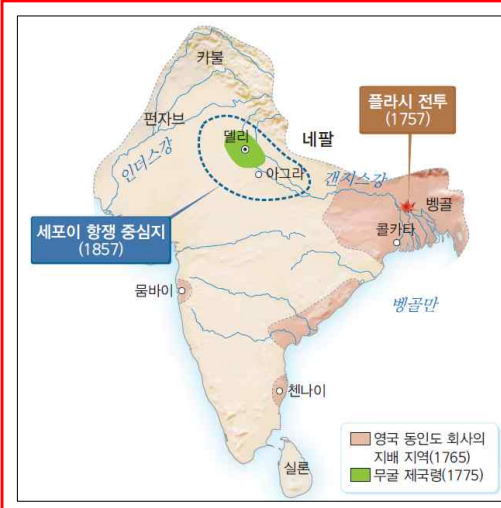 카불
펀자브
인더스강
델리
네팔
아그라
갠지스강
플라시 전투
(1757)
벵골
콜카타
세포이 항쟁 중심지
(1857)
뭄바이
벵골만
첸나이
실론
영국 동인도 회사의
지배 지역(1765)
무굴 제국령(1775)